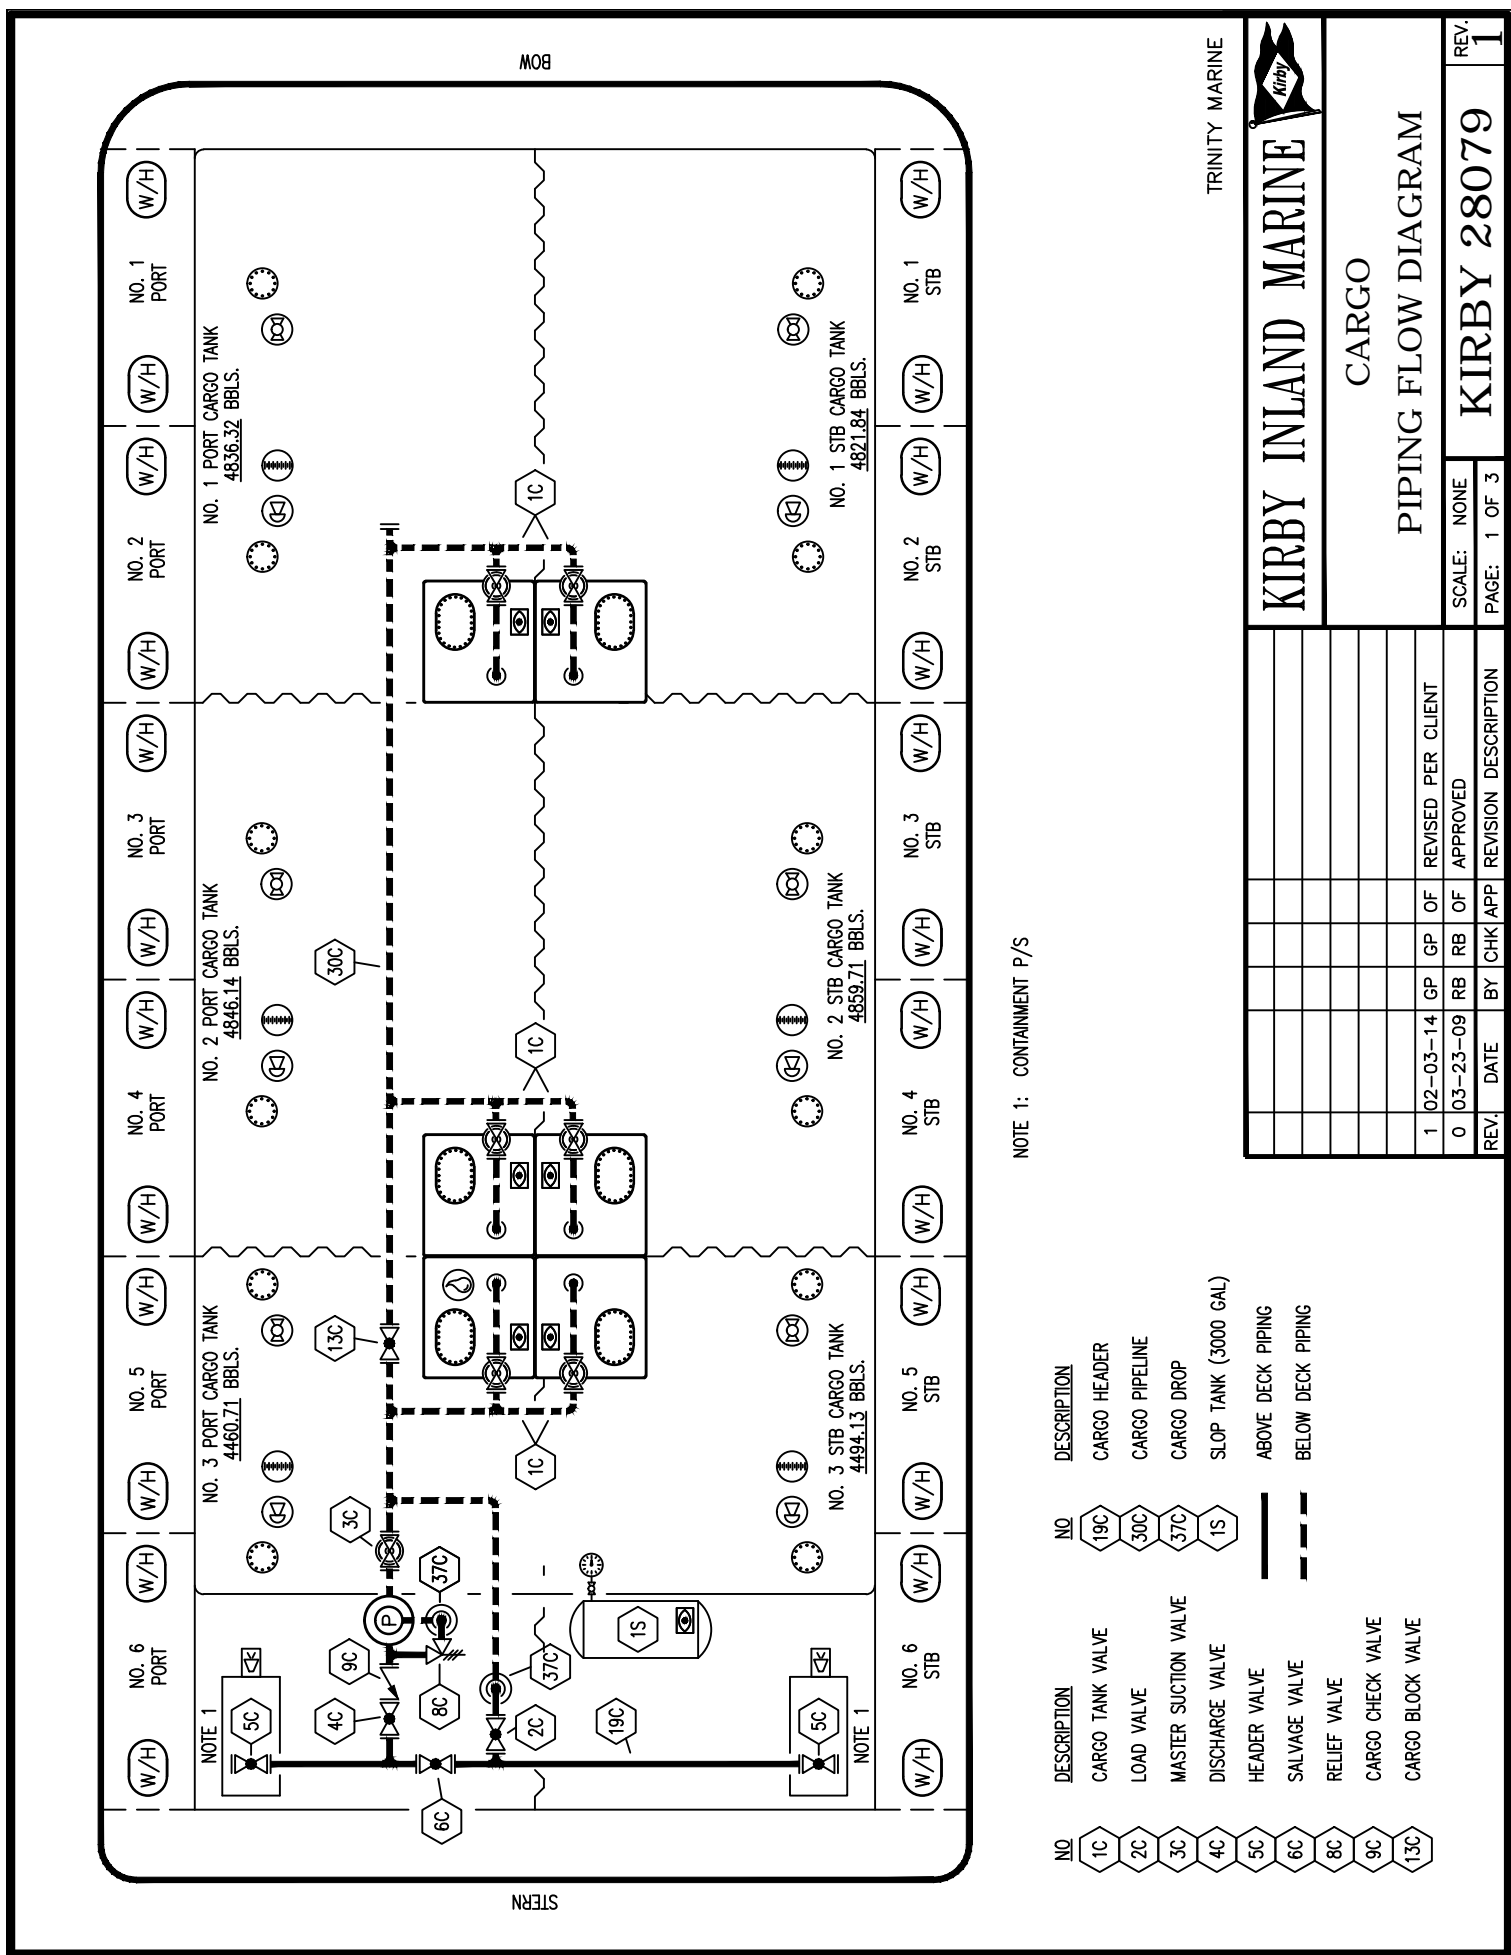 STERN
BOW
NO. 6
PORT
NO. 5
PORT
NO. 4
PORT
NO. 3
PORT
NO. 2
PORT
NO. 1
PORT
W/H
W/H
W/H
W/H
W/H
W/H
W/H
W/H
W/H
W/H
W/H
W/H
NO. 3 PORT CARGO TANK
4460.71 BBLS.
NO. 2 PORT CARGO TANK
4846.14 BBLS.
NO. 1 PORT CARGO TANK
4836.32 BBLS.
NOTE 1
5C
4C
9C
3C
13C
30C
8C
37C
P
6C
2C
37C
19C
1S
1C
1C
1C
5C
NOTE 1
NO. 3 STB CARGO TANK
4494.13 BBLS.
NO. 2 STB CARGO TANK
4859.71 BBLS.
NO. 1 STB CARGO TANK
4821.84 BBLS.
W/H
W/H
W/H
W/H
W/H
W/H
W/H
W/H
W/H
W/H
W/H
W/H
NO. 6
STB
NO. 5
STB
NO. 4
STB
NO. 3
STB
NO. 2
STB
NO. 1
STB
NOTE 1: CONTAINMENT P/S
NO DESCRIPTION
1C CARGO TANK VALVE
2C LOAD VALVE
3C MASTER SUCTION VALVE
4C DISCHARGE VALVE
5C HEADER VALVE
6C SALVAGE VALVE
8C RELIEF VALVE
9C CARGO CHECK VALVE
13C CARGO BLOCK VALVE
NO DESCRIPTION
19C CARGO HEADER
30C CARGO PIPELINE
37C CARGO DROP
1S SLOP TANK (3000 GAL)
ABOVE DECK PIPING
BELOW DECK PIPING
TRINITY MARINE
1 02-03-14 GP GP OF REVISED PER CLIENT
0 03-23-09 RB RB OF APPROVED
REV. DATE BY CHK APP REVISION DESCRIPTION
KIRBY INLAND MARINE
Kirby
CARGO
PIPING FLOW DIAGRAM
SCALE: NONE
PAGE: 1 OF 3
KIRBY 28079
REV.
1